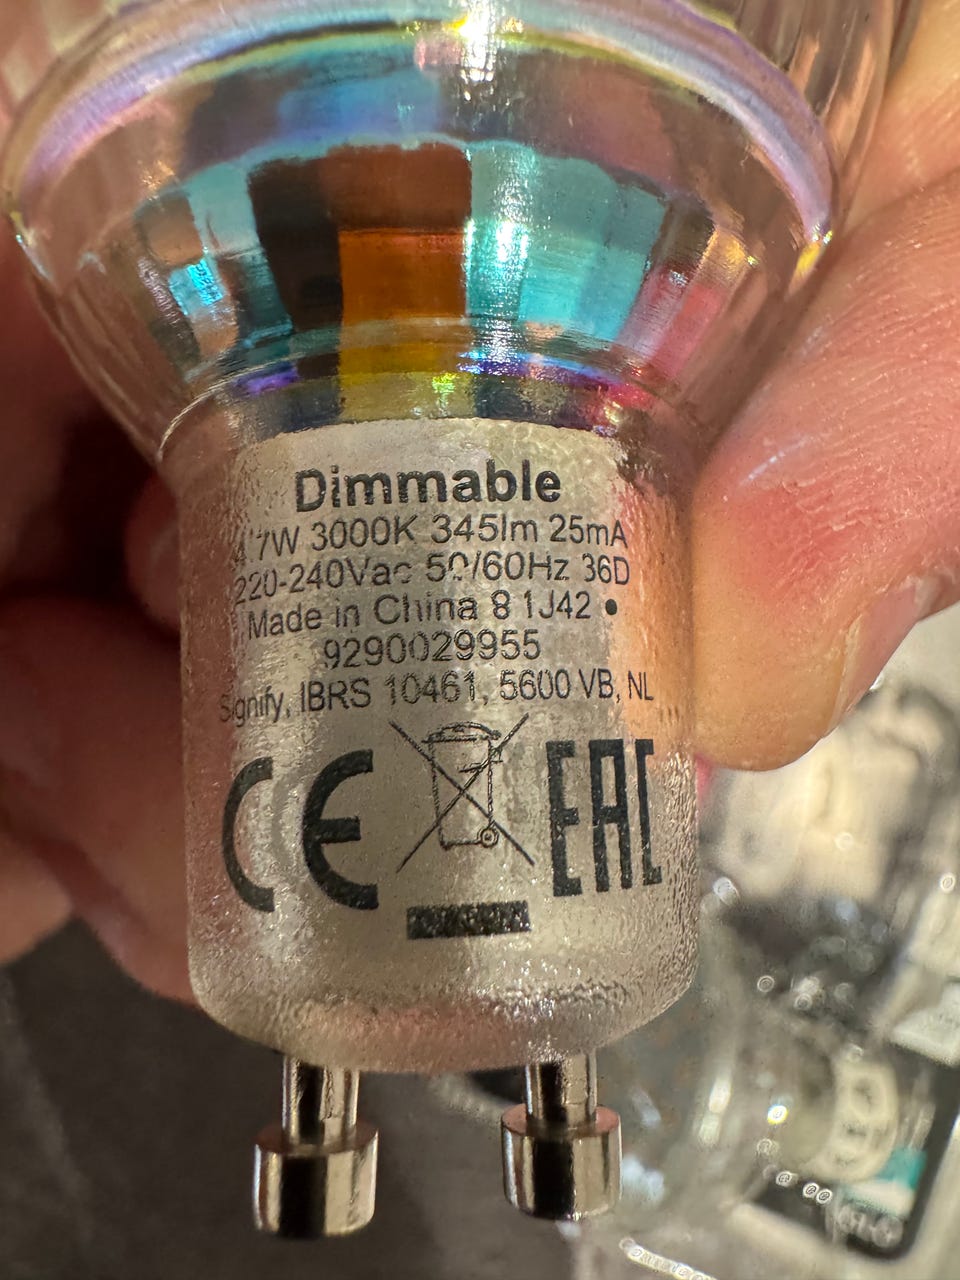 Dimmable
4.7W 3000K 345lm 25mA
220-240Vac 50/60Hz 36D
Made in China 8 1J42 •
9290029955
Signify, IBRS 10461, 5600 VB, NL
CE EAC